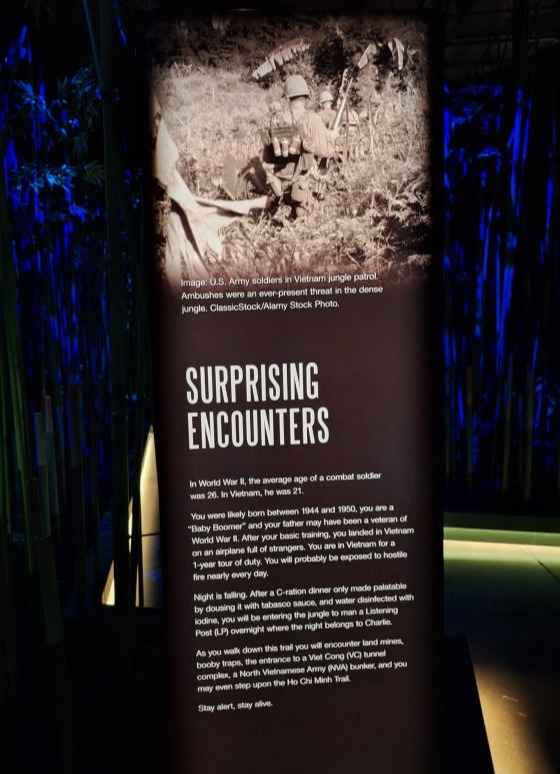 Image: U.S. Army soldiers in Vietnam jungle patrol.
Ambushes were an ever-present threat in the dense
jungle. ClassicStock/Alamy Stock Photo.
SURPRISING
ENCOUNTERS
In World War II, the average age of a combat soldier
was 26. In Vietnam, he was 21.
You were likely born between 1944 and 1950, you are a
"Baby Boomer" and your father may have been a veteran of
World War II. After your basic training, you landed in Vietnam
on an airplane full of strangers. You are in Vietnam for a
1-year tour of duty. You will probably be exposed to hostile
fire nearly every day.
Night is falling. After a C-ration dinner only made palatable
by dousing it with tabasco sauce, and water disinfected with
iodine, you will be entering the jungle to man a Listening
Post (LP) overnight where the night belongs to Charlie.
As you walk down this trail you will encounter land mines,
booby traps, the entrance to a Viet Cong (VC) tunnel
complex, a North Vietnamese Army (NVA) bunker, and you
may even step upon the Ho Chi Minh Trail.
Stay alert, stay alive.